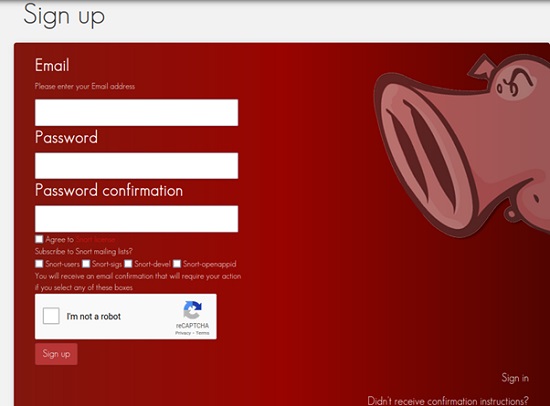 Sign up
Email
Please enter your Email address
Password
Password confirmation
Agree to Snort license
Subscribe to Snort mailing lists?
Snort-users Snort-sigs Snort-devel Snort-openappid
You will receive an email confirmation that will require your action
if you select any of these boxes
I'm not a robot
reCAPTCHA
Privacy - Terms
Sign up
Sign in
Didn't receive confirmation instructions?